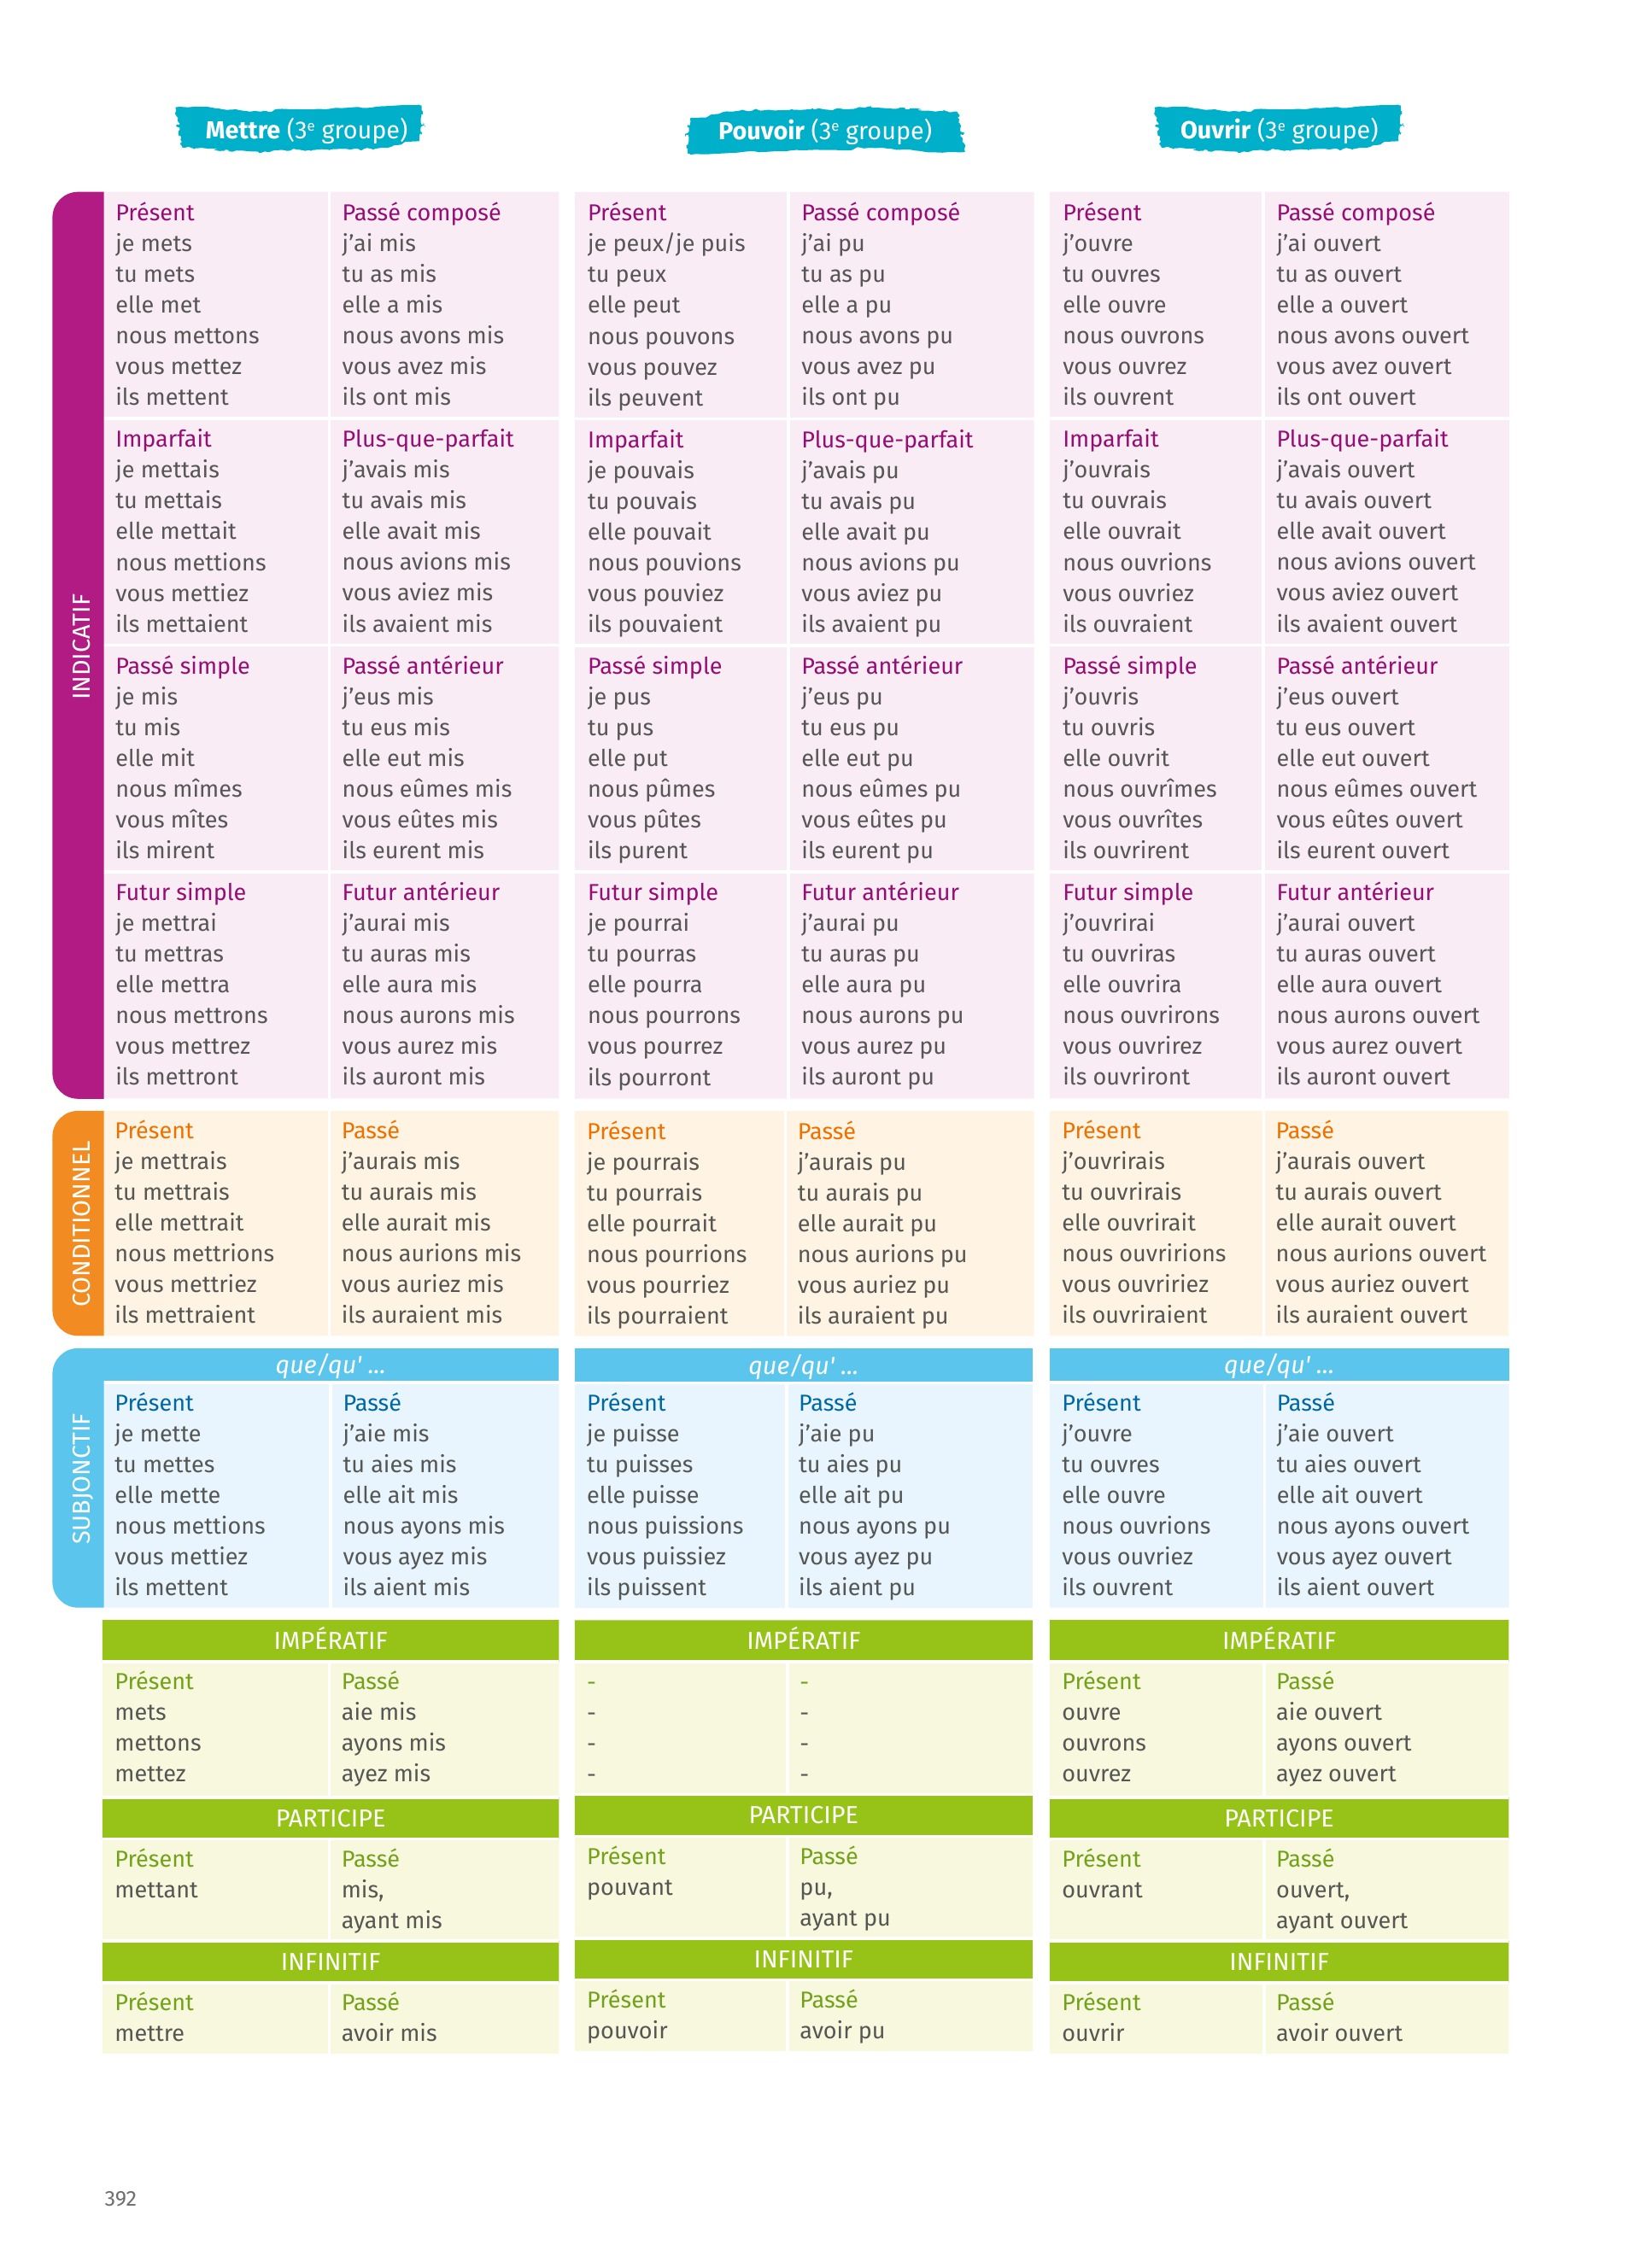 Mettre (3e groupe)
INDICATIF
Présent
je mets
tu mets
elle met
nous mettons
vous mettez
ils mettent
Passé composé
j’ai mis
tu as mis
elle a mis
nous avons mis
vous avez mis
ils ont mis
Imparfait
je mettais
tu mettais
elle mettait
nous mettions
vous mettiez
ils mettaient
Plus-que-parfait
j’avais mis
tu avais mis
elle avait mis
nous avions mis
vous aviez mis
ils avaient mis
Passé simple
je mis
tu mis
elle mit
nous mîmes
vous mîtes
ils mirent
Passé antérieur
j’eus mis
tu eus mis
elle eut mis
nous eûmes mis
vous eûtes mis
ils eurent mis
Futur simple
je mettrai
tu mettras
elle mettra
nous mettrons
vous mettrez
ils mettront
Futur antérieur
j’aurai mis
tu auras mis
elle aura mis
nous aurons mis
vous aurez mis
ils auront mis
CONDITIONNEL
Présent
je mettrais
tu mettrais
elle mettrait
nous mettrions
vous mettriez
ils mettraient
Passé
j’aurais mis
tu aurais mis
elle aurait mis
nous aurions mis
vous auriez mis
ils auraient mis
SUBJONCTIF
que/qu' ...
Présent
je mette
tu mettes
elle mette
nous mettions
vous mettiez
ils mettent
Passé
j’aie mis
tu aies mis
elle ait mis
nous ayons mis
vous ayez mis
ils aient mis
IMPÉRATIF
Présent
mets
mettons
mettez
Passé
aie mis
ayons mis
ayez mis
PARTICIPE
Présent
mettant
Passé
mis,
ayant mis
INFINITIF
Présent
mettre
Passé
avoir mis
Pouvoir (3e groupe)
Présent
je peux/je puis
tu peux
elle peut
nous pouvons
vous pouvez
ils peuvent
Passé composé
j’ai pu
tu as pu
elle a pu
nous avons pu
vous avez pu
ils ont pu
Imparfait
je pouvais
tu pouvais
elle pouvait
nous pouvions
vous pouviez
ils pouvaient
Plus-que-parfait
j’avais pu
tu avais pu
elle avait pu
nous avions pu
vous aviez pu
ils avaient pu
Passé simple
je pus
tu pus
elle put
nous pûmes
vous pûtes
ils purent
Passé antérieur
j’eus pu
tu eus pu
elle eut pu
nous eûmes pu
vous eûtes pu
ils eurent pu
Futur simple
je pourrai
tu pourras
elle pourra
nous pourrons
vous pourrez
ils pourront
Futur antérieur
j’aurai pu
tu auras pu
elle aura pu
nous aurons pu
vous aurez pu
ils auront pu
Présent
je pourrais
tu pourrais
elle pourrait
nous pourrions
vous pourriez
ils pourraient
Passé
j’aurais pu
tu aurais pu
elle aurait pu
nous aurions pu
vous auriez pu
ils auraient pu
que/qu' ...
Présent
je puisse
tu puisses
elle puisse
nous puissions
vous puissiez
ils puissent
Passé
j’aie pu
tu aies pu
elle ait pu
nous ayons pu
vous ayez pu
ils aient pu
IMPÉRATIF
-
-
-
-
-
-
-
-
PARTICIPE
Présent
pouvant
Passé
pu,
ayant pu
INFINITIF
Présent
pouvoir
Passé
avoir pu
Ouvrir (3e groupe)
Présent
j’ouvre
tu ouvres
elle ouvre
nous ouvrons
vous ouvrez
ils ouvrent
Passé composé
j’ai ouvert
tu as ouvert
elle a ouvert
nous avons ouvert
vous avez ouvert
ils ont ouvert
Imparfait
j’ouvrais
tu ouvrais
elle ouvrait
nous ouvrions
vous ouvriez
ils ouvraient
Plus-que-parfait
j’avais ouvert
tu avais ouvert
elle avait ouvert
nous avions ouvert
vous aviez ouvert
ils avaient ouvert
Passé simple
j’ouvris
tu ouvris
elle ouvrit
nous ouvrîmes
vous ouvrîtes
ils ouvrirent
Passé antérieur
j’eus ouvert
tu eus ouvert
elle eut ouvert
nous eûmes ouvert
vous eûtes ouvert
ils eurent ouvert
Futur simple
j’ouvrirai
tu ouvriras
elle ouvrira
nous ouvrirons
vous ouvrirez
ils ouvriront
Futur antérieur
j’aurai ouvert
tu auras ouvert
elle aura ouvert
nous aurons ouvert
vous aurez ouvert
ils auront ouvert
Présent
j’ouvrirais
tu ouvrirais
elle ouvrirait
nous ouvririons
vous ouvririez
ils ouvriraient
Passé
j’aurais ouvert
tu aurais ouvert
elle aurait ouvert
nous aurions ouvert
vous auriez ouvert
ils auraient ouvert
que/qu' ...
Présent
j’ouvre
tu ouvres
elle ouvre
nous ouvrions
vous ouvriez
ils ouvrent
Passé
j’aie ouvert
tu aies ouvert
elle ait ouvert
nous ayons ouvert
vous ayez ouvert
ils aient ouvert
IMPÉRATIF
Présent
ouvre
ouvrons
ouvrez
Passé
aie ouvert
ayons ouvert
ayez ouvert
PARTICIPE
Présent
ouvrant
Passé
ouvert,
ayant ouvert
INFINITIF
Présent
ouvrir
Passé
avoir ouvert
392